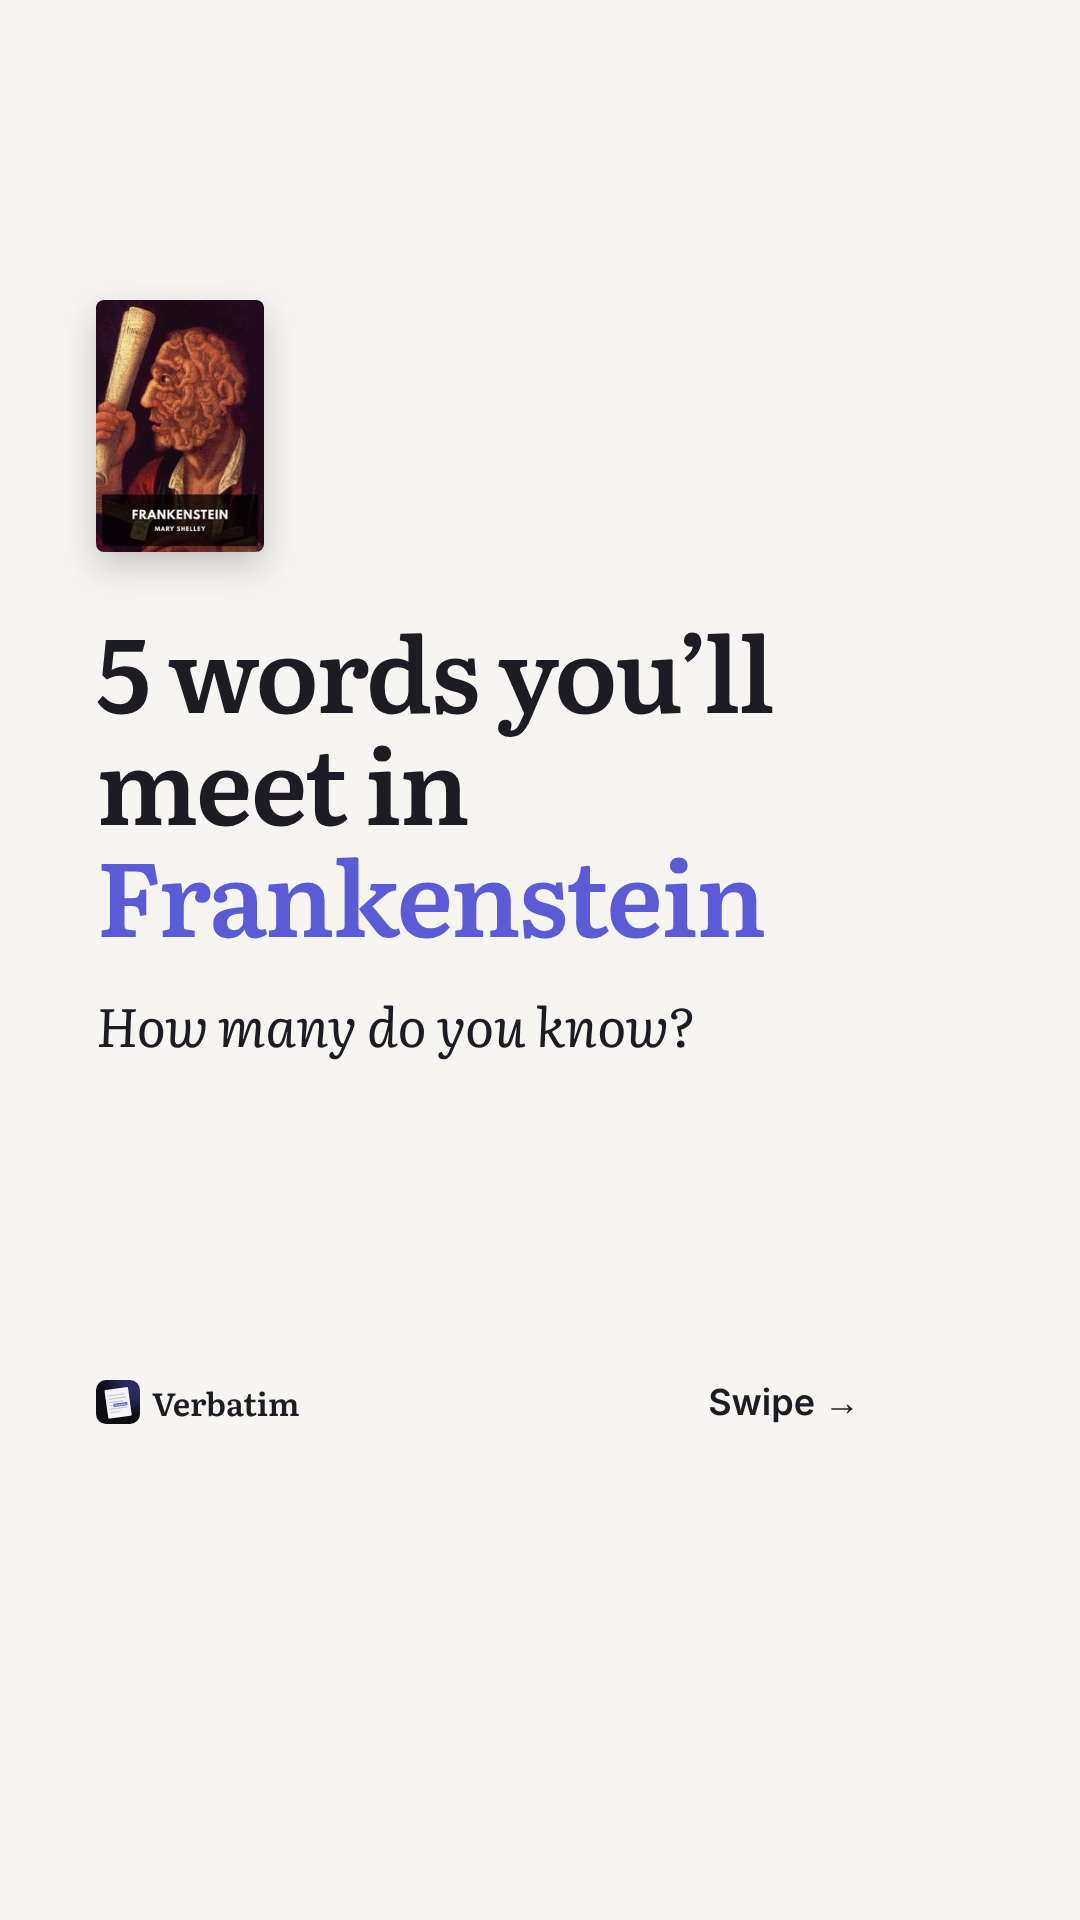 FRANKENSTEIN
MARY SHELLEY
5 words you’ll
meet in
Frankenstein
How many do you know?
Verbatim
Swipe →